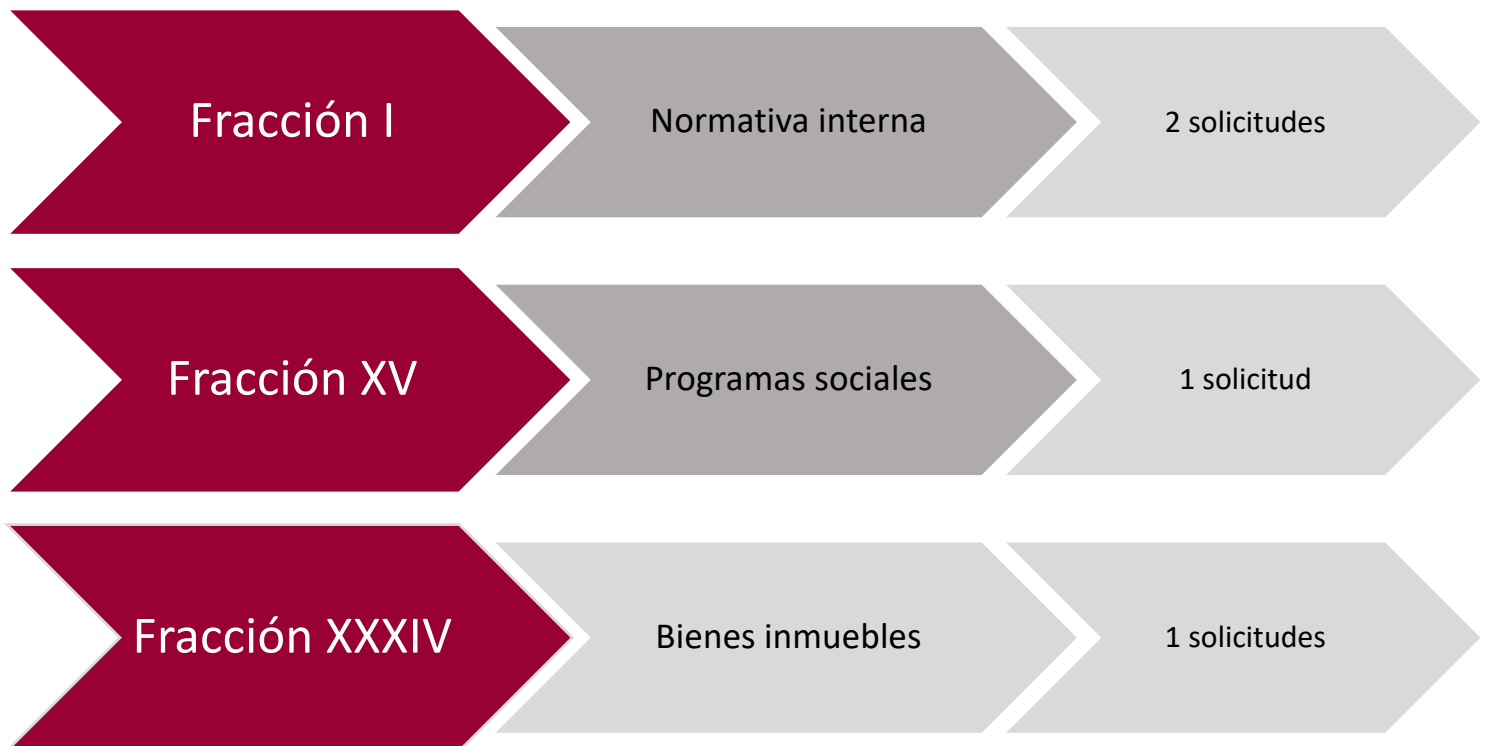 Fracción I
Normativa interna
2 solicitudes
Fracción XV
Programas sociales
1 solicitud
Fracción XXXIV
Bienes inmuebles
1 solicitudes